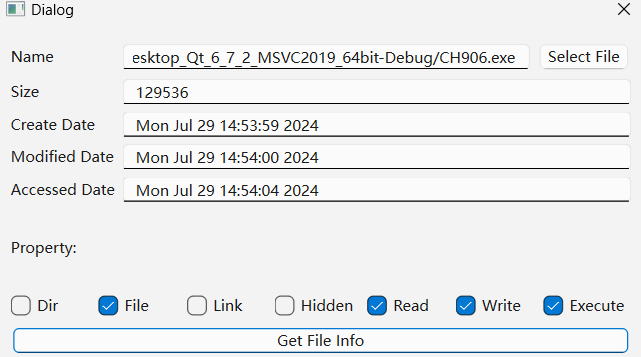 Dialog
Name esktop_Qt_6_7_2_MSVC2019_64bit-Debug/CH906.exe Select File
Size 129536
Create Date Mon Jul 29 14:53:59 2024
Modified Date Mon Jul 29 14:54:00 2024
Accessed Date Mon Jul 29 14:54:04 2024
Property:
Dir File Link Hidden Read Write Execute
Get File Info